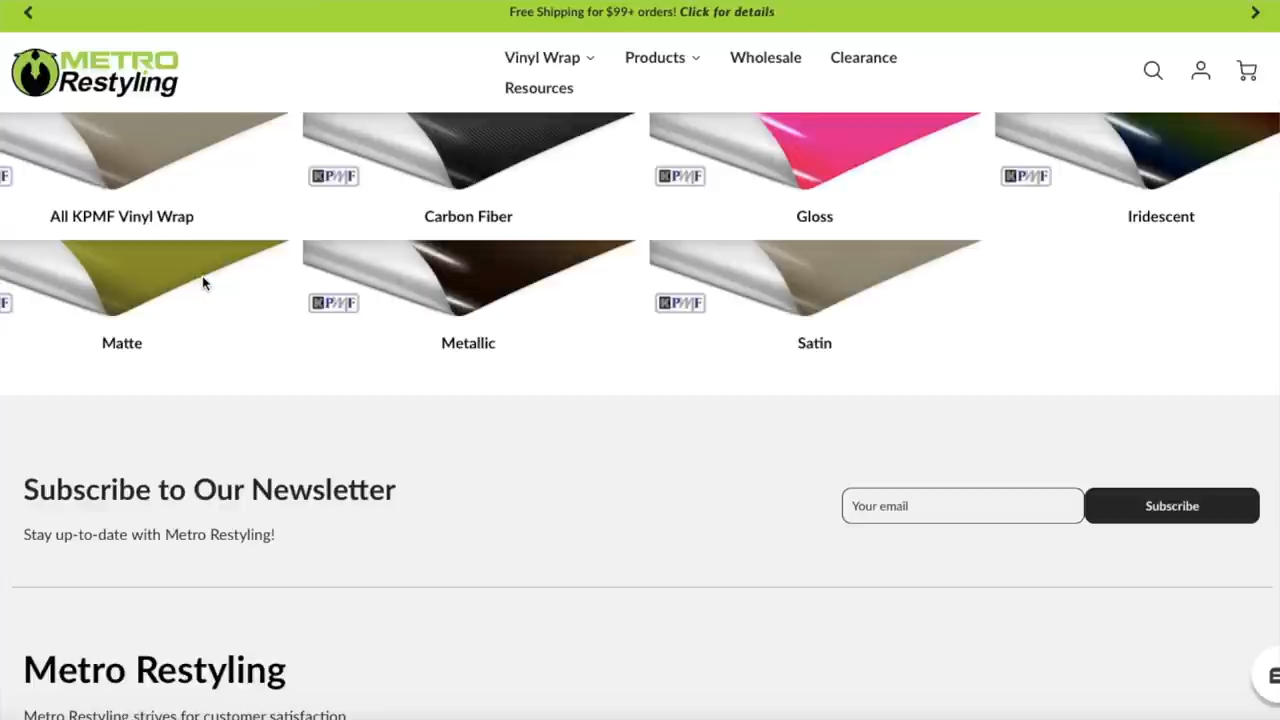 Free Shipping for $99+ orders! Click for details
METRO
Restyling
Vinyl Wrap
Products
Wholesale
Clearance
Resources
F
KPMF
KPMF
KPMF
All KPMF Vinyl Wrap
Carbon Fiber
Gloss
Iridescent
F
KPMF
KPMF
Matte
Metallic
Satin
Subscribe to Our Newsletter
Stay up-to-date with Metro Restyling!
Your email
Subscribe
Metro Restyling
Metro Restyling strives for customer satisfaction